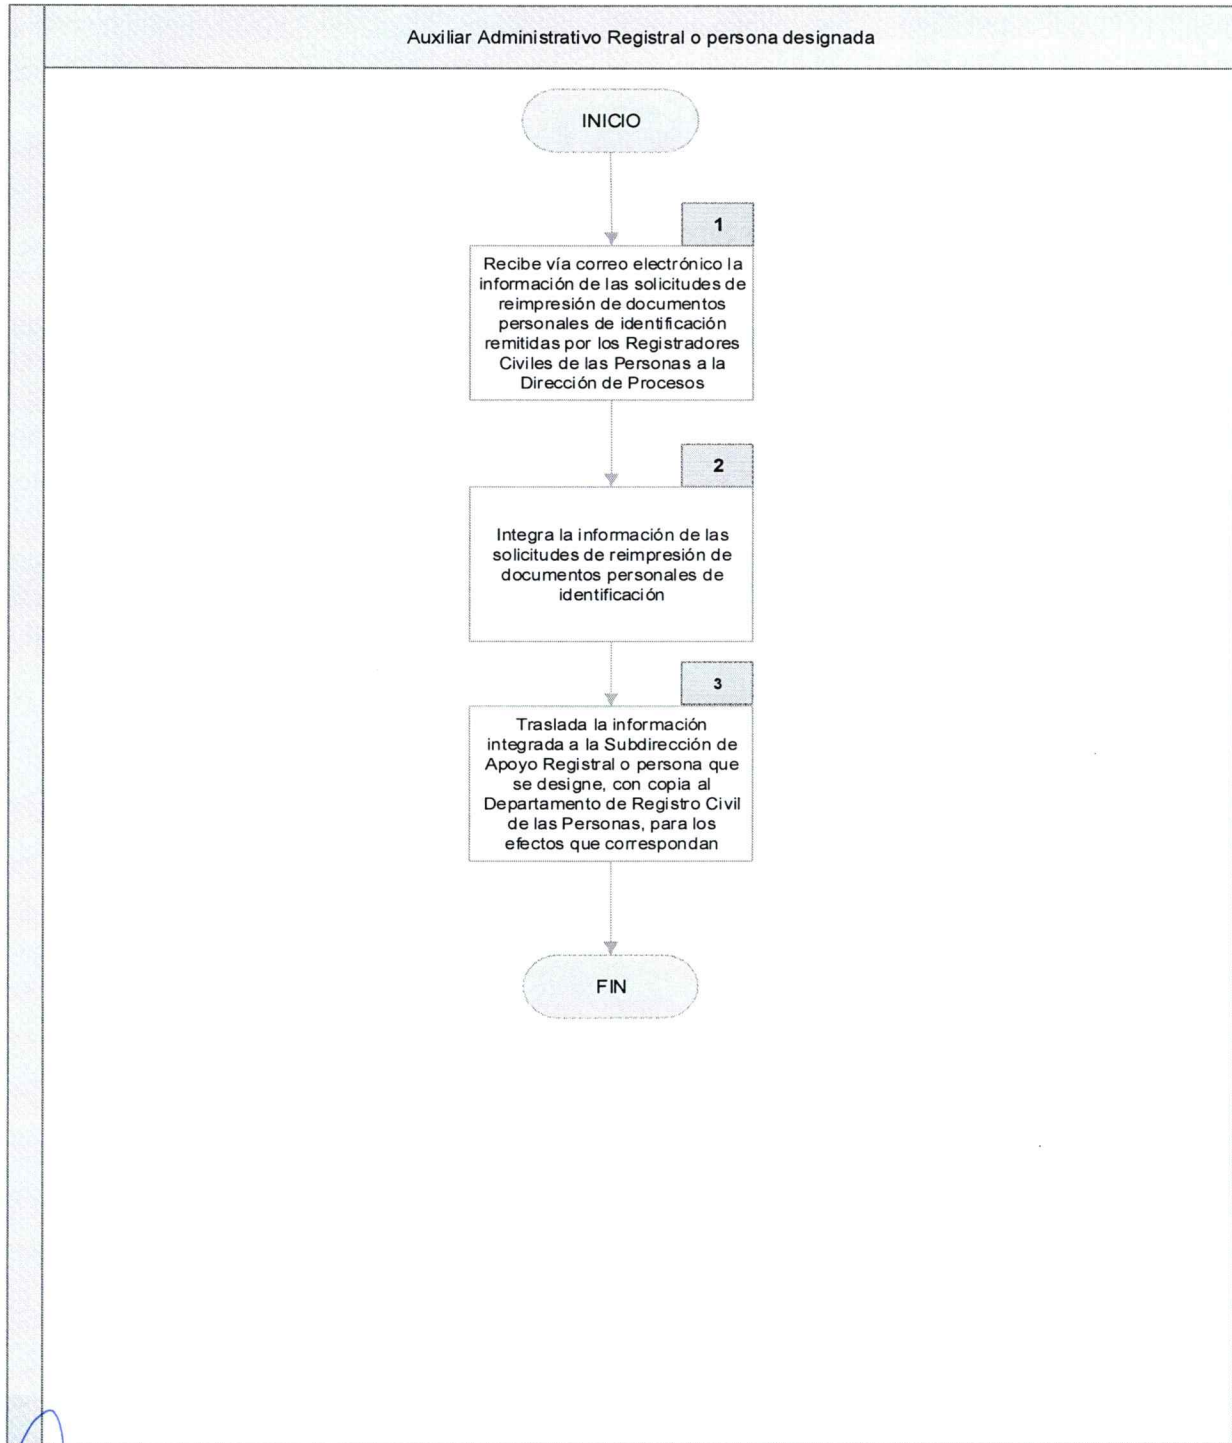 Auxiliar Administrativo Registral o persona designada
INICIO
1
Recibe vía correo electrónico la
información de las solicitudes de
reimpresión de documentos
personales de identificación
remitidas por los Registradores
Civiles de las Personas a la
Dirección de Procesos
2
Integra la información de las
solicitudes de reimpresión de
documentos personales de
identificación
3
Traslada la información
integrada a la Subdirección de
Apoyo Registral o persona que
se designe, con copia al
Departamento de Registro Civil
de las Personas, para los
efectos que correspondan
FIN